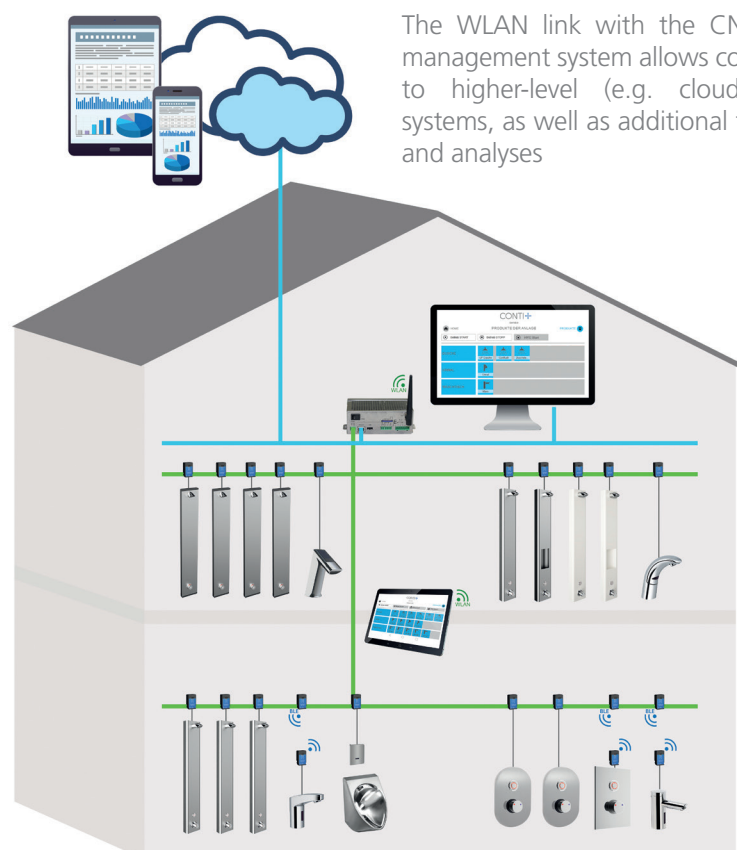 The WLAN link with the CN
management system allows co
to higher-level (e.g. cloud
systems, as well as additional
and analyses
CONTI+
PRODUKTE DER ANLAGE
WLAN
WLAN
BLE
BLE
BLE